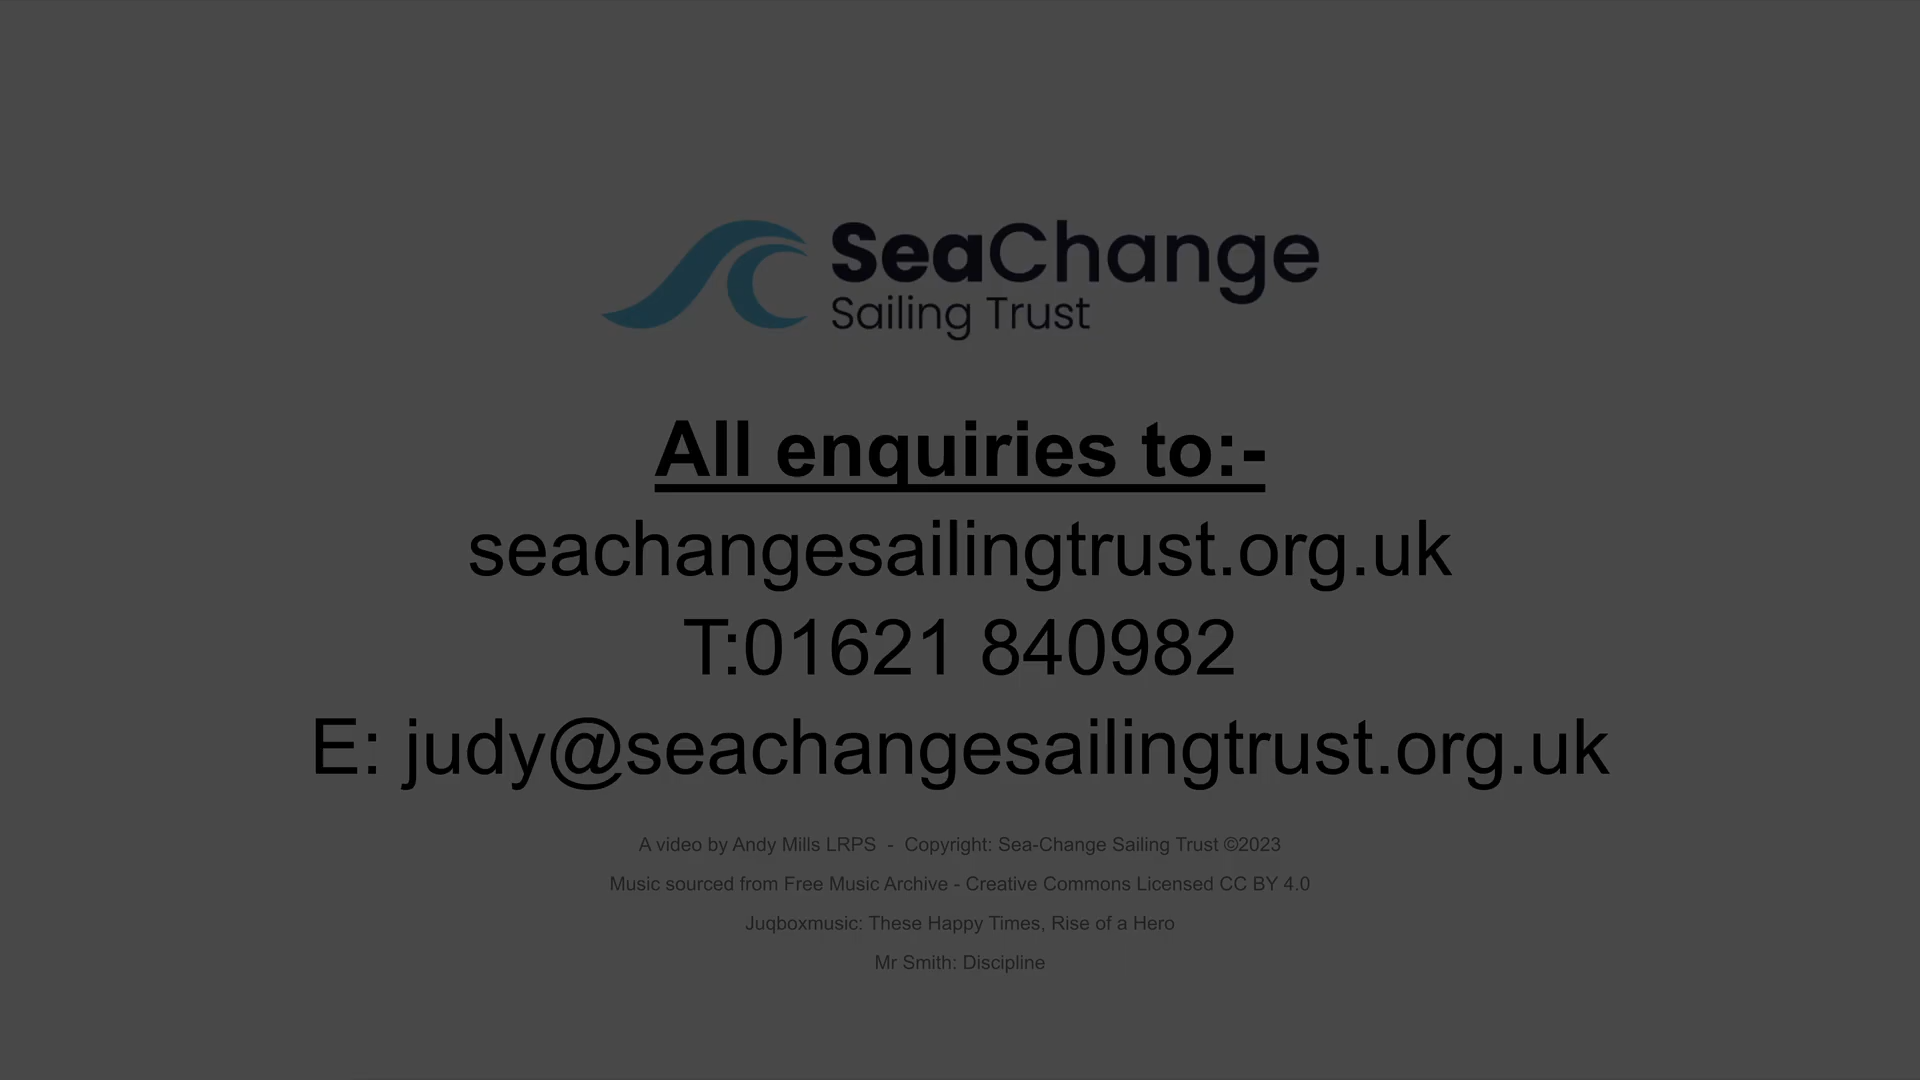 SeaChange
Sailing Trust
All enquiries to:-
seachangesailingtrust.org.uk
T:01621 840982
E: judy@seachangesailingtrust.org.uk
A video by Andy Mills LRPS - Copyright: Sea-Change Sailing Trust ©2023
Music sourced from Free Music Archive - Creative Commons Licensed CC BY 4.0
Juqboxmusic: These Happy Times, Rise of a Hero
Mr Smith: Discipline